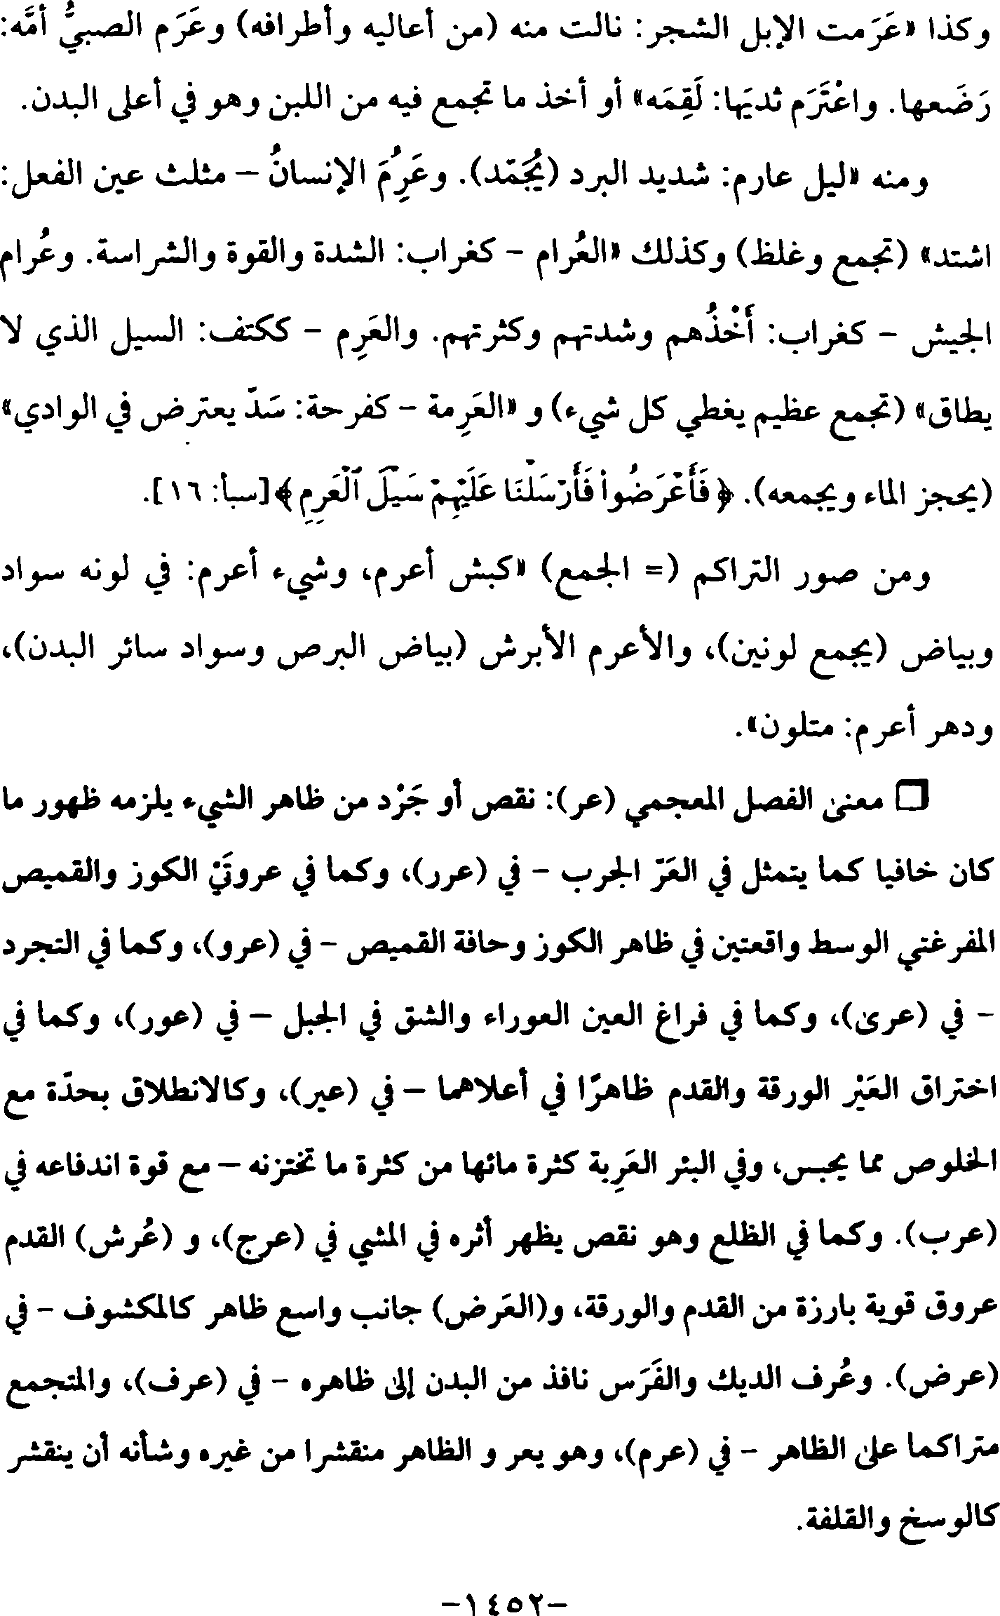 وكذا «عَرَمت الإبل الشجر: نالت منه (من أعاليه وأطرافه) وعَرَم الصبيُّ أمَّه:
رَضَعها. واعْتَرَم ثديَها: لَقِمَه» أو أخذ ما تجمع فيه من اللبن وهو في أعلى البدن.
ومنه «ليل عارم: شديد البرد (يُجَمّد). وعَرِمَُ الإنسانُ – مثلث عين الفعل:
اشتد» (تجمع وغلظ) وكذلك «العُرام - كغراب: الشدة والقوة والشراسة. وعُرام
الجيش - كغراب: أَخْذُهم وشدتهم وكثرتهم. والعَرِم - ككتف: السيل الذي لا
يطاق» (تجمع عظيم يغطي كل شيء) و «العَرِمة - كفرحة: سَدّ يعترض في الوادي»
(يحجز الماء ويجمعه). ﴿فَأَعْرَضُوا۟ فَأَرْسَلْنَا عَلَيْهِمْ سَيْلَ ٱلْعَرِمِ﴾ [سبأ: ١٦].
ومن صور التراكم (= الجمع) «كبش أعرم، وشيء أعرم: في لونه سواد
وبياض (يجمع لونين)، والأعرم الأبرش (بياض البرص وسواد سائر البدن)،
ودهر أعرم: متلون».
□ معنى الفصل المعجمي (عر): نقص أو جَرْد من ظاهر الشيء يلزمه ظهور ما
كان خافيا كما يتمثل في العَرّ الجرب - في (عرر)، وكما في عروتَيْ الكوز والقميص
المفرغتي الوسط واقعتين في ظاهر الكوز وحافة القميص - في (عرو)، وكما في التجرد
- في (عرى)، وكما في فراغ العين العوراء والشق في الجبل – في (عور)، وكما في
اختراق العَيْر الورقة والقدم ظاهرًا في أعلاهما – في (عير)، وكالانطلاق بحدّة مع
الخلوص مما يحبس، وفي البئر العَرِبة كثرة مائها من كثرة ما تختزنه – مع قوة اندفاعه في
(عرب). وكما في الظلع وهو نقص يظهر أثره في المشي في (عرج)، و (عُرش) القدم
عروق قوية بارزة من القدم والورقة، و(العَرض) جانب واسع ظاهر كالمكشوف - في
(عرض). وعُرف الديك والفَرَس نافذ من البدن إلى ظاهره - في (عرف)، والمتجمع
متراكما على الظاهر - في (عرم)، وهو يعر و الظاهر منقشرا من غيره وشأنه أن ينقشر
كالوسخ والقلفة.
-١٤٥٢-